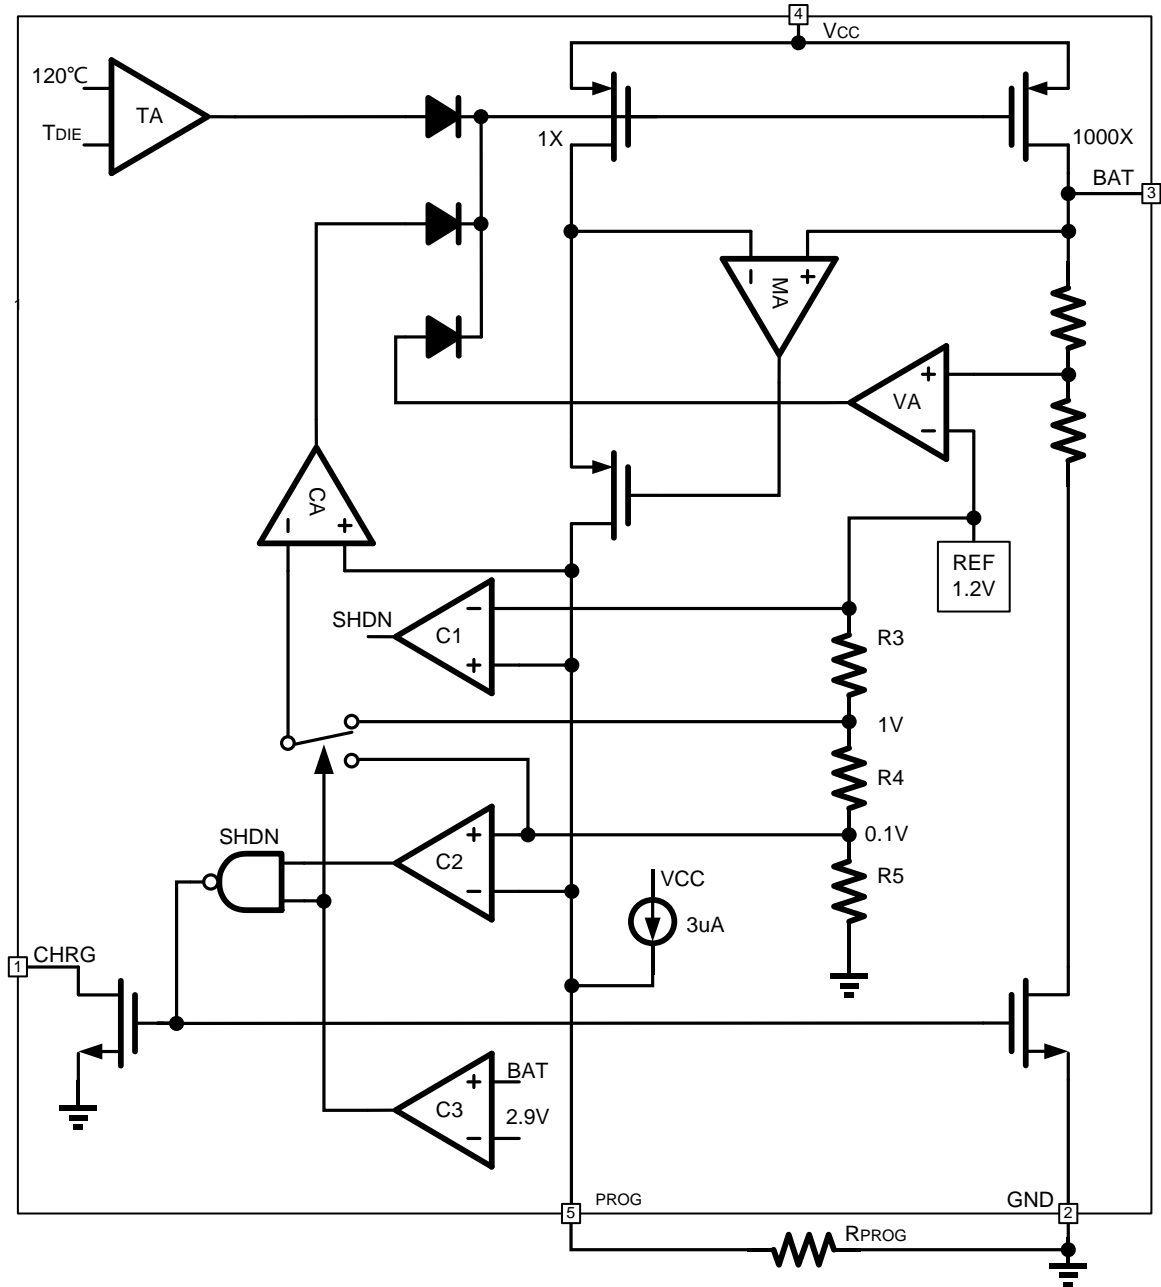 4
VCC
120℃
TA
TDIE
1X
1000X
BAT
3
− +
MA
1
+
VA
−
CA
− +
REF
1.2V
−
SHDN
C1
+
R3
1V
R4
SHDN
+
0.1V
C2
−
R5
VCC
3uA
CHRG
1
BAT
+
C3
2.9V
−
PROG
GND
5
2
RPROG